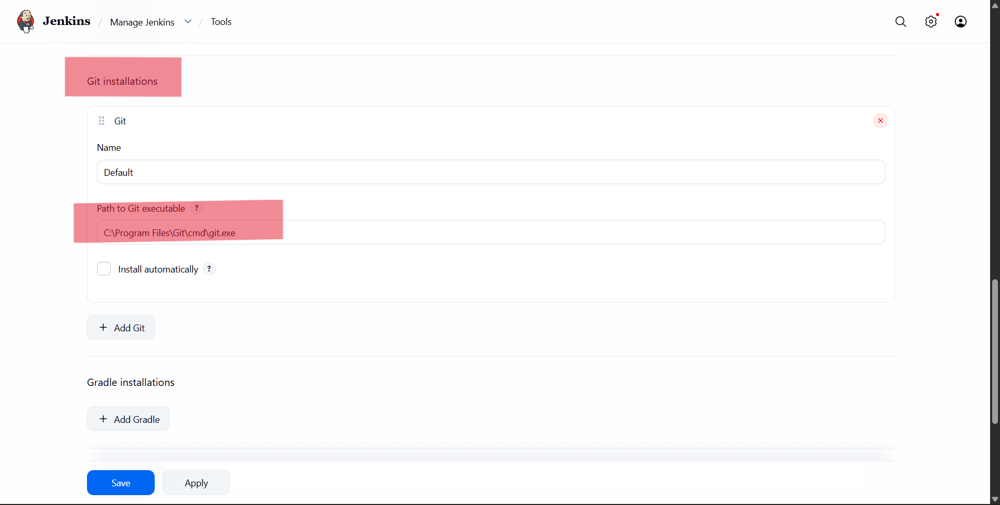 Jenkins / Manage Jenkins / Tools
Git installations
Git
Name
Default
Path to Git executable ?
C:\Program Files\Git\cmd\git.exe
Install automatically ?
+ Add Git
Gradle installations
+ Add Gradle
Save Apply